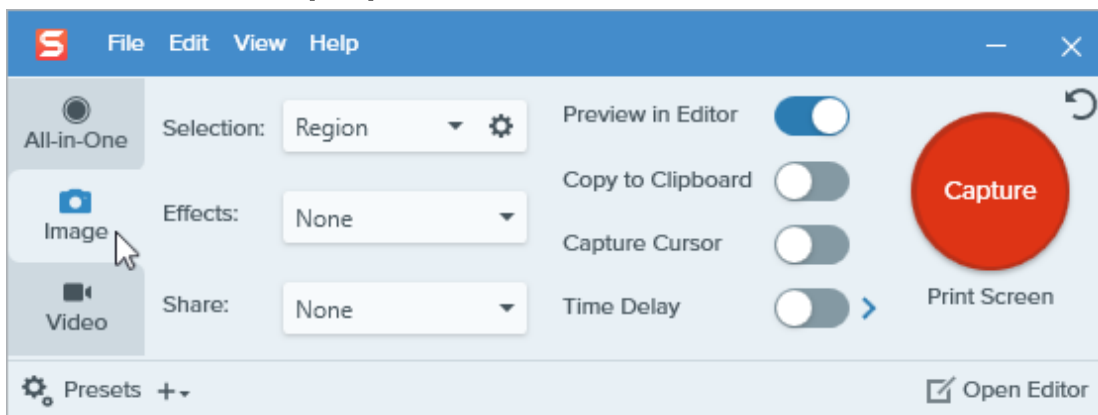 S
File Edit View Help
All-in-One
Image
Video
Selection: Region
Effects: None
Share: None
Preview in Editor
Copy to Clipboard
Capture Cursor
Time Delay
Capture
Print Screen
Presets
Open Editor